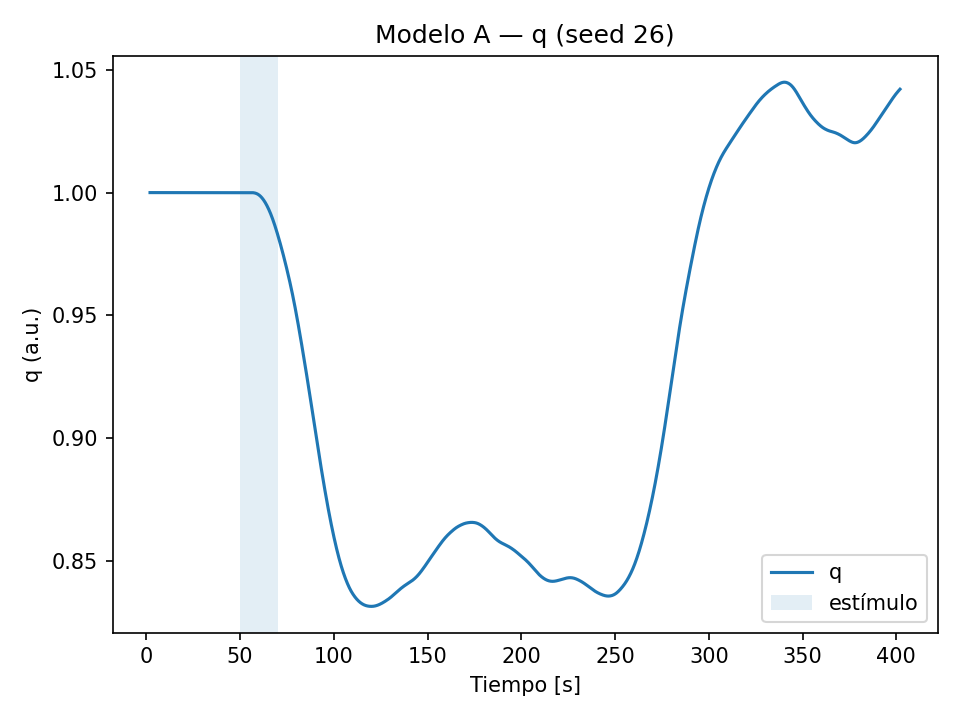 Modelo A — q (seed 26)
1.05
1.00
0.95
0.90
0.85
q (a.u.)
q
estímulo
0 50 100 150 200 250 300 350 400
Tiempo [s]